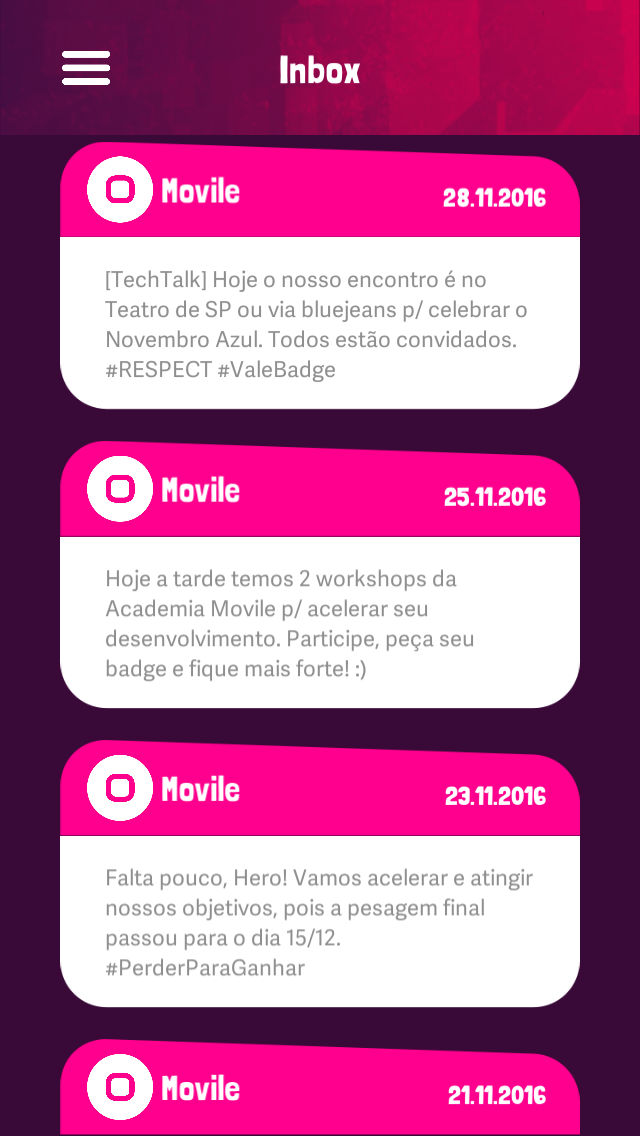 Inbox
Movile
28.11.2016
[TechTalk] Hoje o nosso encontro é no
Teatro de SP ou via bluejeans p/ celebrar o
Novembro Azul. Todos estão convidados.
#RESPECT #ValeBadge
Movile
25.11.2016
Hoje a tarde temos 2 workshops da
Academia Movile p/ acelerar seu
desenvolvimento. Participe, peça seu
badge e fique mais forte! :)
Movile
23.11.2016
Falta pouco, Hero! Vamos acelerar e atingir
nossos objetivos, pois a pesagem final
passou para o dia 15/12.
#PerderParaGanhar
Movile
21.11.2016